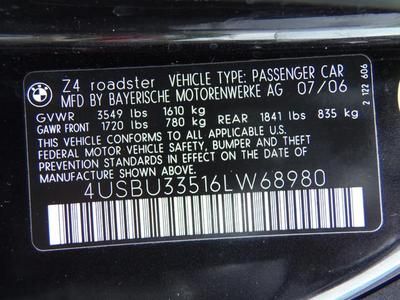 Z4 roadster VEHICLE TYPE: PASSENGER CAR
MFD BY BAYERISCHE MOTORENWERKE AG 07/06
GVWR 3549 lbs 1610 kg
GAWR FRONT 1720 lbs 780 kg REAR 1841 lbs 835 kg
THIS VEHICLE CONFORMS TO ALL APPLICABLE U.S.
FEDERAL MOTOR VEHICLE SAFETY, BUMPER AND THEFT
PREVENTION STANDARDS IN EFFECT ON THE DATE OF
MANUFACTURE SHOWN ABOVE.
4USBU33516LW68980
2 122 606